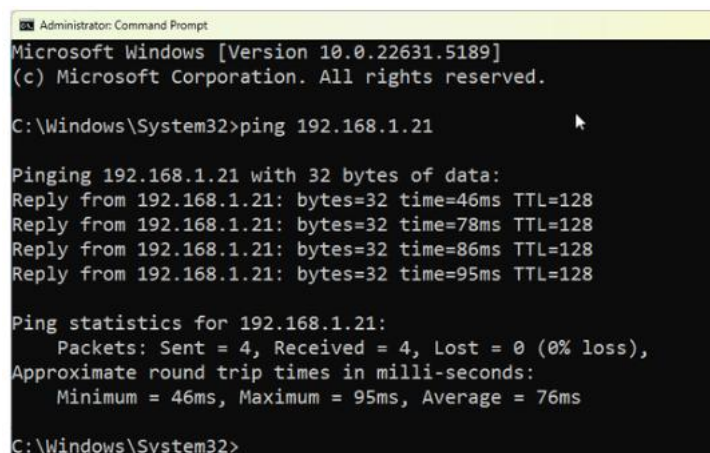 Administrator: Command Prompt
Microsoft Windows [Version 10.0.22631.5189]
(c) Microsoft Corporation. All rights reserved.
C:\Windows\System32>ping 192.168.1.21
Pinging 192.168.1.21 with 32 bytes of data:
Reply from 192.168.1.21: bytes=32 time=46ms TTL=128
Reply from 192.168.1.21: bytes=32 time=78ms TTL=128
Reply from 192.168.1.21: bytes=32 time=86ms TTL=128
Reply from 192.168.1.21: bytes=32 time=95ms TTL=128
Ping statistics for 192.168.1.21:
    Packets: Sent = 4, Received = 4, Lost = 0 (0% loss),
Approximate round trip times in milli-seconds:
    Minimum = 46ms, Maximum = 95ms, Average = 76ms
C:\Windows\System32>